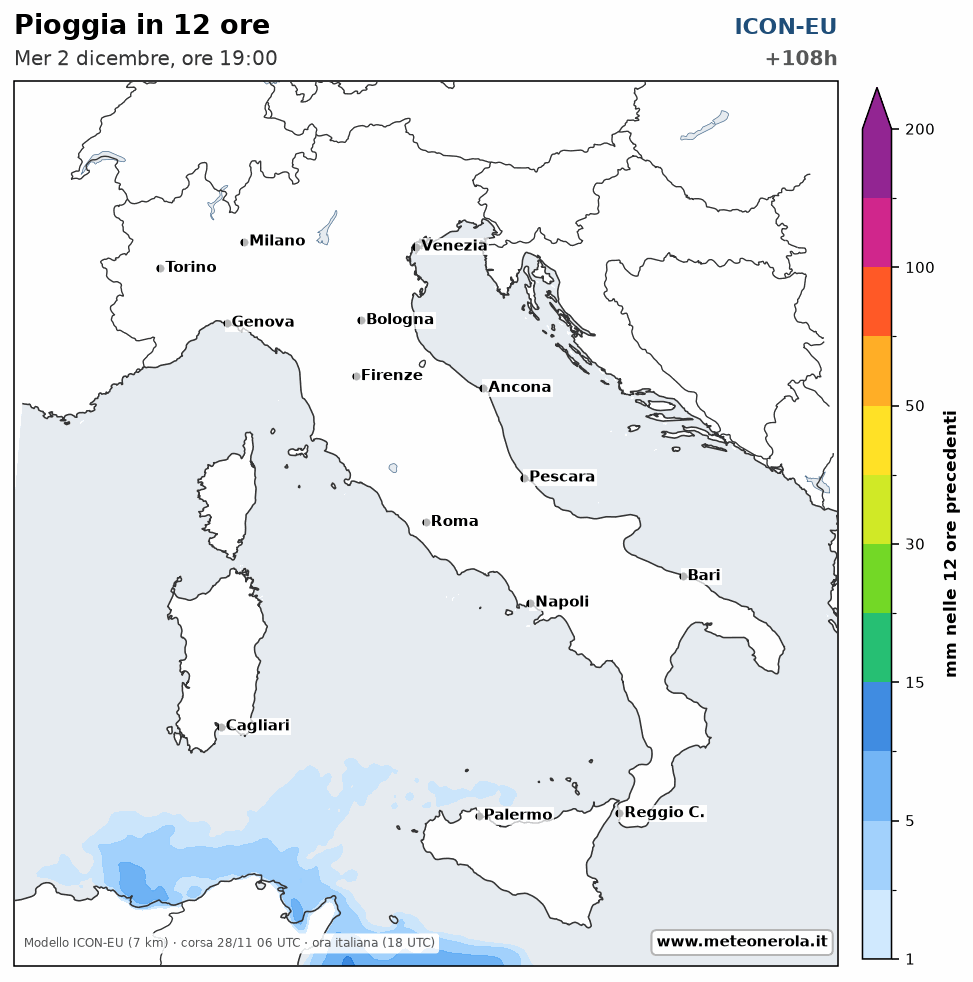 Pioggia in 12 ore
ICON-EU
Mer 2 dicembre, ore 19:00
+108h
Milano
Venezia
Torino
Genova
Bologna
Firenze
Ancona
Pescara
Roma
Bari
Napoli
Cagliari
Palermo
Reggio C.
Modello ICON-EU (7 km) · corsa 28/11 06 UTC · ora italiana (18 UTC)
www.meteonerola.it
200
100
50
30
15
5
1
mm nelle 12 ore precedenti